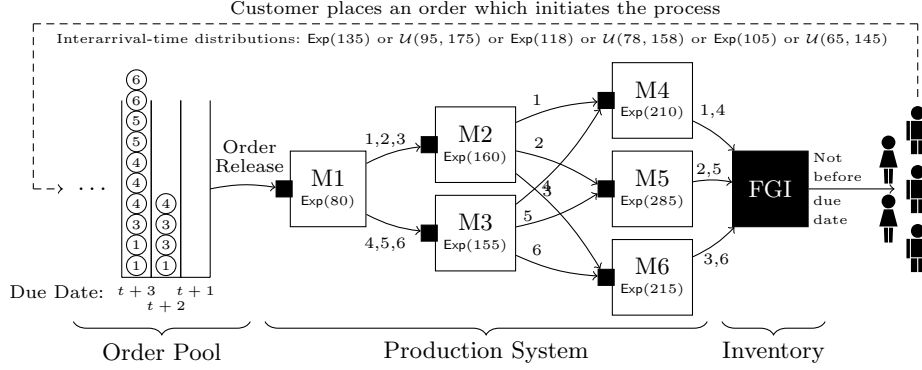 Customer places an order which initiates the process
Interarrival-time distributions: Exp(135) or U(95, 175) or Exp(118) or U(78, 158) or Exp(105) or U(65, 145)
6
6
5
5
4
4
4
3
1
1
4
3
3
1
. . .
Due Date:
t + 3
t + 2
t + 1
Order
Release
M1
Exp(80)
1,2,3
4,5,6
M2
Exp(160)
M3
Exp(155)
1
2
3
4
5
6
M4
Exp(210)
M5
Exp(285)
M6
Exp(215)
1,4
2,5
3,6
FGI
Not
before
due
date
Order Pool
Production System
Inventory